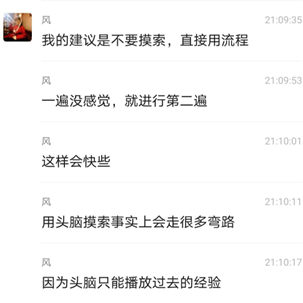 风 21:09:35
我的建议是不要摸索，直接用流程
风 21:09:53
一遍没感觉，就进行第二遍
风 21:10:01
这样会快些
风 21:10:11
用头脑摸索事实上会走很多弯路
风 21:10:17
因为头脑只能播放过去的经验